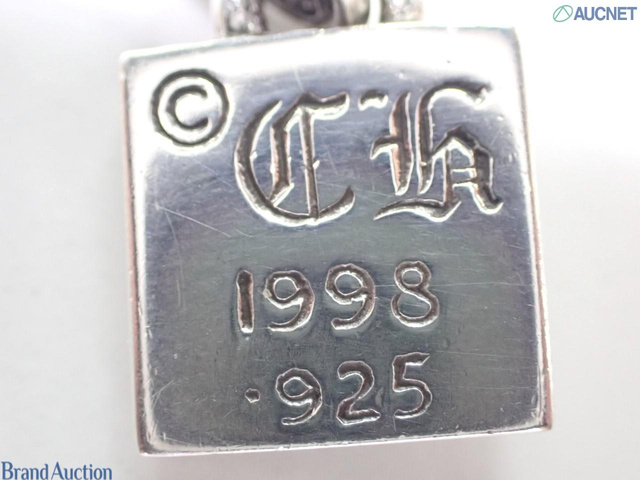 AUCNET
© Ch
1998
.925
Brand Auction